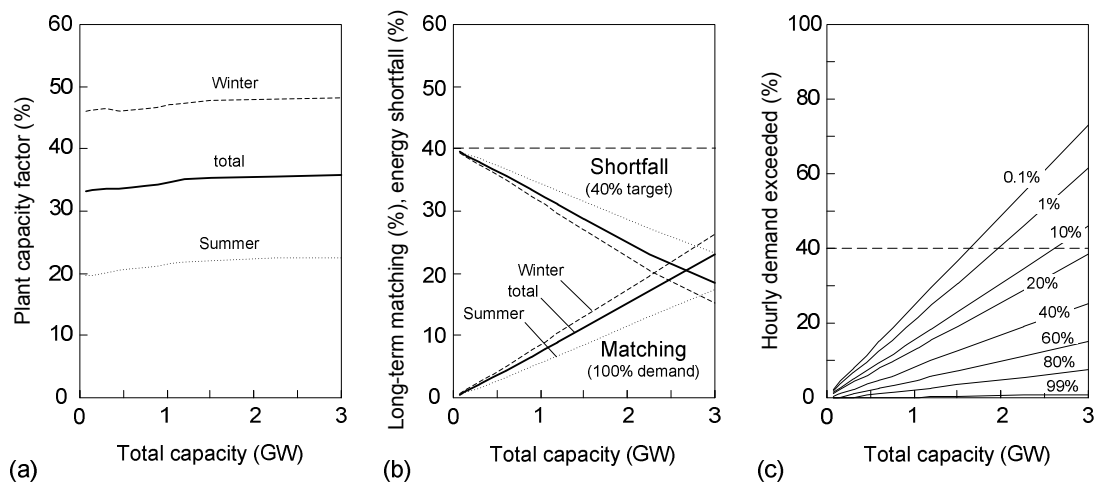 Plant capacity factor (%)
60
50
40
30
20
10
0
Winter
total
Summer
0
1
2
3
Total capacity (GW)
(a)
Long-term matching (%), energy shortfall (%)
60
50
40
30
20
10
0
Shortfall
(40% target)
Winter
total
Summer
Matching
(100% demand)
0
1
2
3
Total capacity (GW)
(b)
Hourly demand exceeded (%)
100
80
60
40
20
0
0.1%
1%
10%
20%
40%
60%
80%
99%
0
1
2
3
Total capacity (GW)
(c)